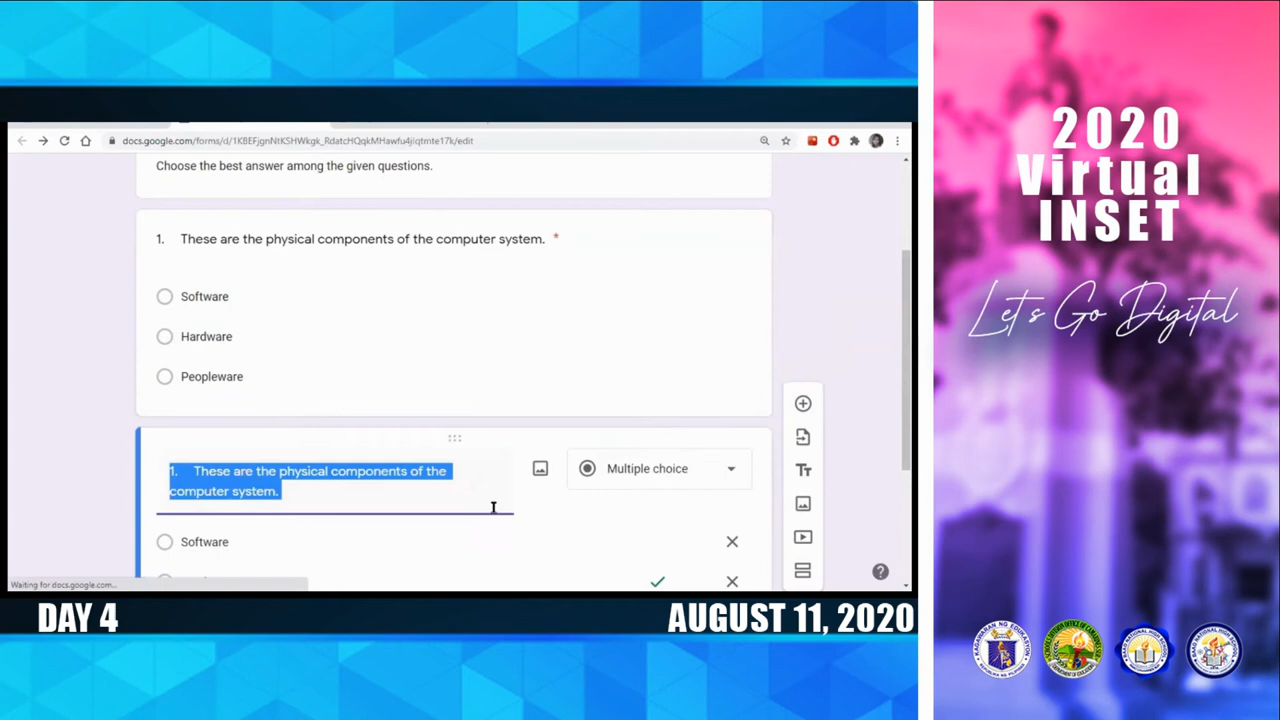 docs.google.com/forms/d/1KBEFjgnNtKSHWkgk_RdatcHQqkMHawfu4jiqtmte17k/edit
Choose the best answer among the given questions.
1. These are the physical components of the computer system. *
Software
Hardware
Peopleware
1. These are the physical components of the
computer system.
Multiple choice
Software
Waiting for docs.google.com...
DAY 4
AUGUST 11, 2020
2020
Virtual
INSET
Let's Go Digital